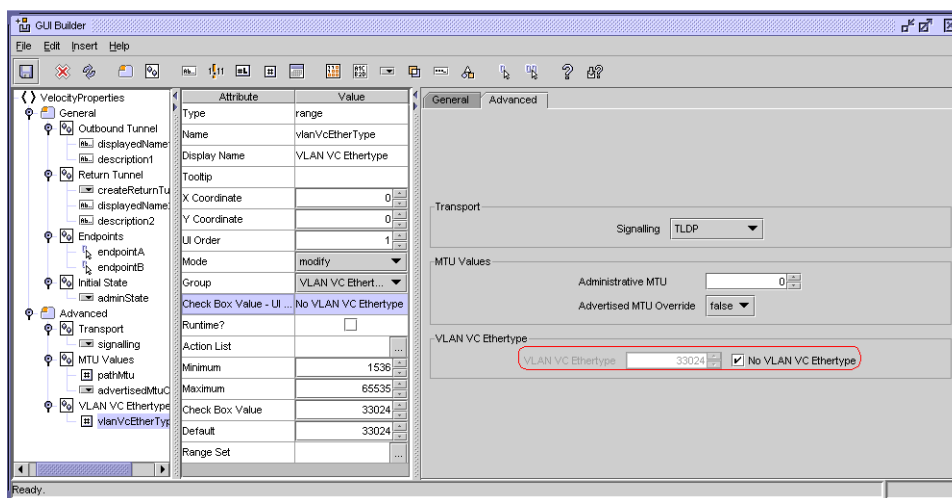 GUI Builder
File Edit Insert Help
VelocityProperties
General
Outbound Tunnel
displayedName
description1
Return Tunnel
createReturnTu
displayedName
description2
Endpoints
endpointA
endpointB
Initial State
adminState
Advanced
Transport
signalling
MTU Values
pathMtu
advertisedMtuO
VLAN VC Ethertype
vlanVcEtherTyp
Attribute Value
Type range
Name vlanVcEtherType
Display Name VLAN VC Ethertype
Tooltip
X Coordinate 0
Y Coordinate 0
UI Order 1
Mode modify
Group VLAN VC Ethert...
Check Box Value - UI ... No VLAN VC Ethertype
Runtime?
Action List ...
Minimum 1536
Maximum 65535
Check Box Value 33024
Default 33024
Range Set ...
General Advanced
Transport
Signalling TLDP
MTU Values
Administrative MTU 0
Advertised MTU Override false
VLAN VC Ethertype
VLAN VC Ethertype 33024 No VLAN VC Ethertype
Ready.